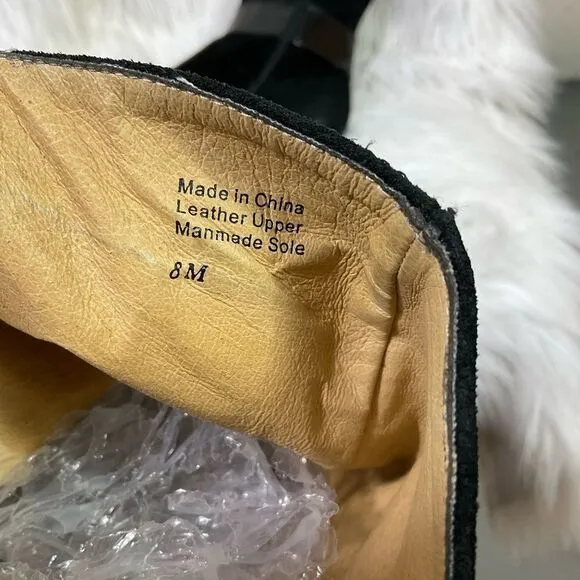 Made in China
Leather Upper
Manmade Sole
8M